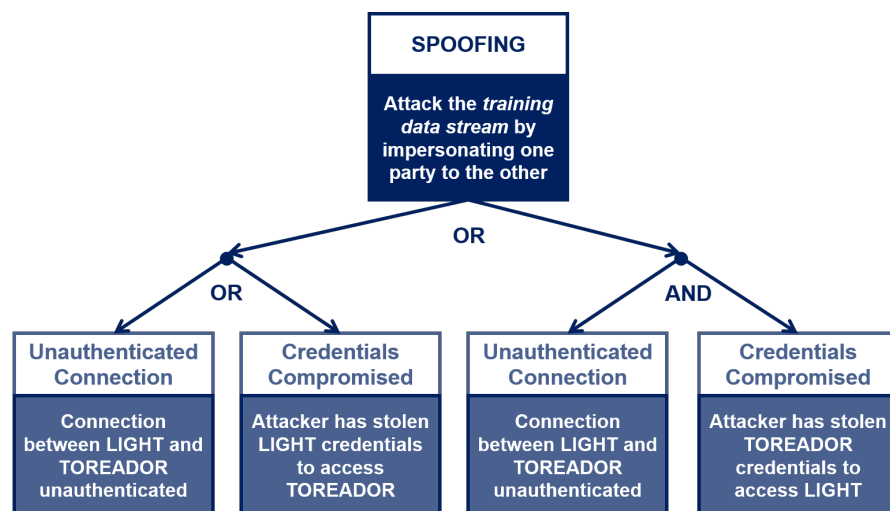 SPOOFING
Attack the training
data stream by
impersonating one
party to the other
OR
OR
AND
Unauthenticated
Connection
Connection
between LIGHT and
TOREADOR
unauthenticated
Credentials
Compromised
Attacker has stolen
LIGHT credentials
to access
TOREADOR
Unauthenticated
Connection
Connection
between LIGHT and
TOREADOR
unauthenticated
Credentials
Compromised
Attacker has stolen
TOREADOR
credentials to
access LIGHT